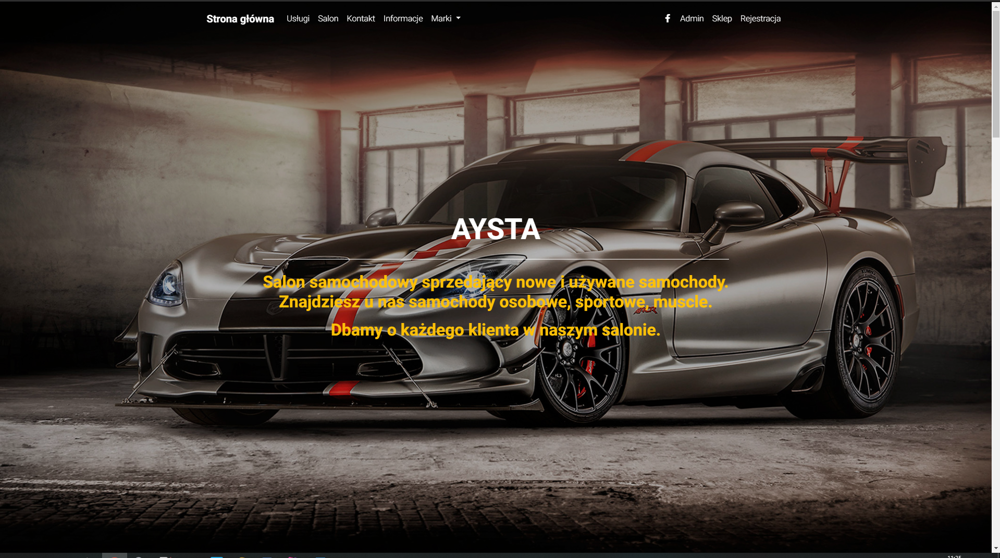 Strona główna Usługi Salon Kontakt Informacje Marki Admin Sklep Rejestracja
AYSTA
Salon samochodowy sprzedający nowe i używane samochody.
Znajdziesz u nas samochody osobowe, sportowe, muscle.
Dbamy o każdego klienta w naszym salonie.